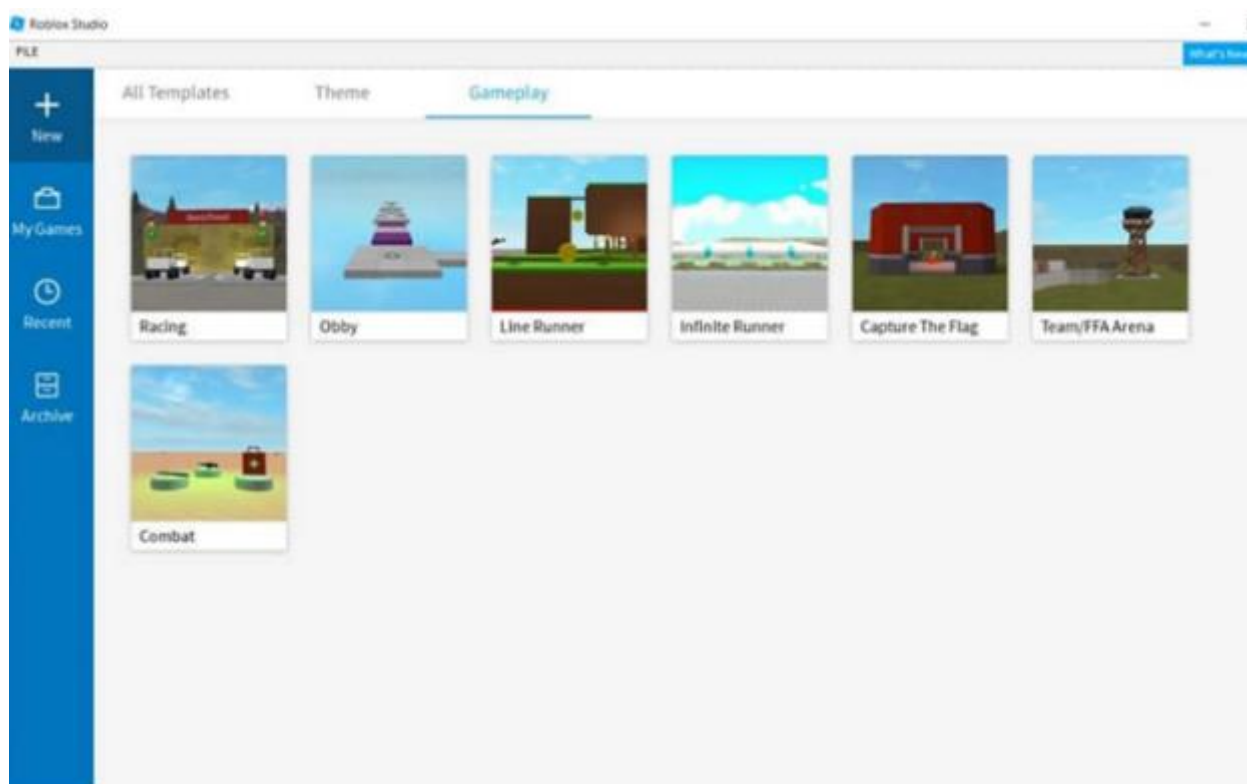 Roblox Studio
FILE
What's New
New
My Games
Recent
Archive
All Templates Theme Gameplay
Racing Obby Line Runner Infinite Runner Capture The Flag Team/FFA Arena
Combat